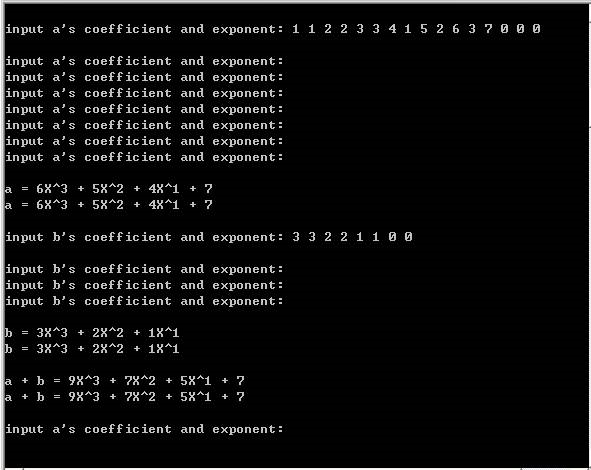 input a's coefficient and exponent: 1 1 2 2 3 3 4 1 5 2 6 3 7 0 0 0
input a's coefficient and exponent:
input a's coefficient and exponent:
input a's coefficient and exponent:
input a's coefficient and exponent:
input a's coefficient and exponent:
input a's coefficient and exponent:
input a's coefficient and exponent:
a = 6X^3 + 5X^2 + 4X^1 + 7
a = 6X^3 + 5X^2 + 4X^1 + 7
input b's coefficient and exponent: 3 3 2 2 1 1 0 0
input b's coefficient and exponent:
input b's coefficient and exponent:
input b's coefficient and exponent:
b = 3X^3 + 2X^2 + 1X^1
b = 3X^3 + 2X^2 + 1X^1
a + b = 9X^3 + 7X^2 + 5X^1 + 7
a + b = 9X^3 + 7X^2 + 5X^1 + 7
input a's coefficient and exponent: